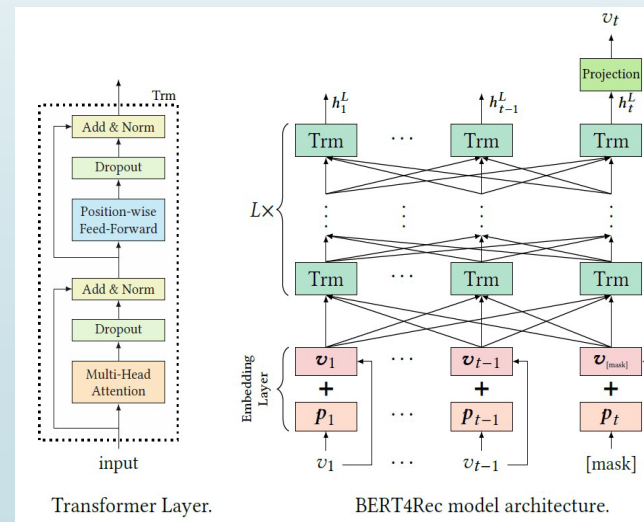 Trm
Add & Norm
Dropout
Position-wise
Feed-Forward
Add & Norm
Dropout
Multi-Head
Attention
input
Transformer Layer.
v_t
Projection
h_1^L
h_{t-1}^L
h_t^L
Trm ··· Trm Trm
L×
Trm ··· Trm Trm
Embedding
Layer
v_1 ··· v_{t-1} v_{[mask]}
+ + +
p_1 ··· p_{t-1} p_t
v_1 ··· v_{t-1} [mask]
BERT4Rec model architecture.